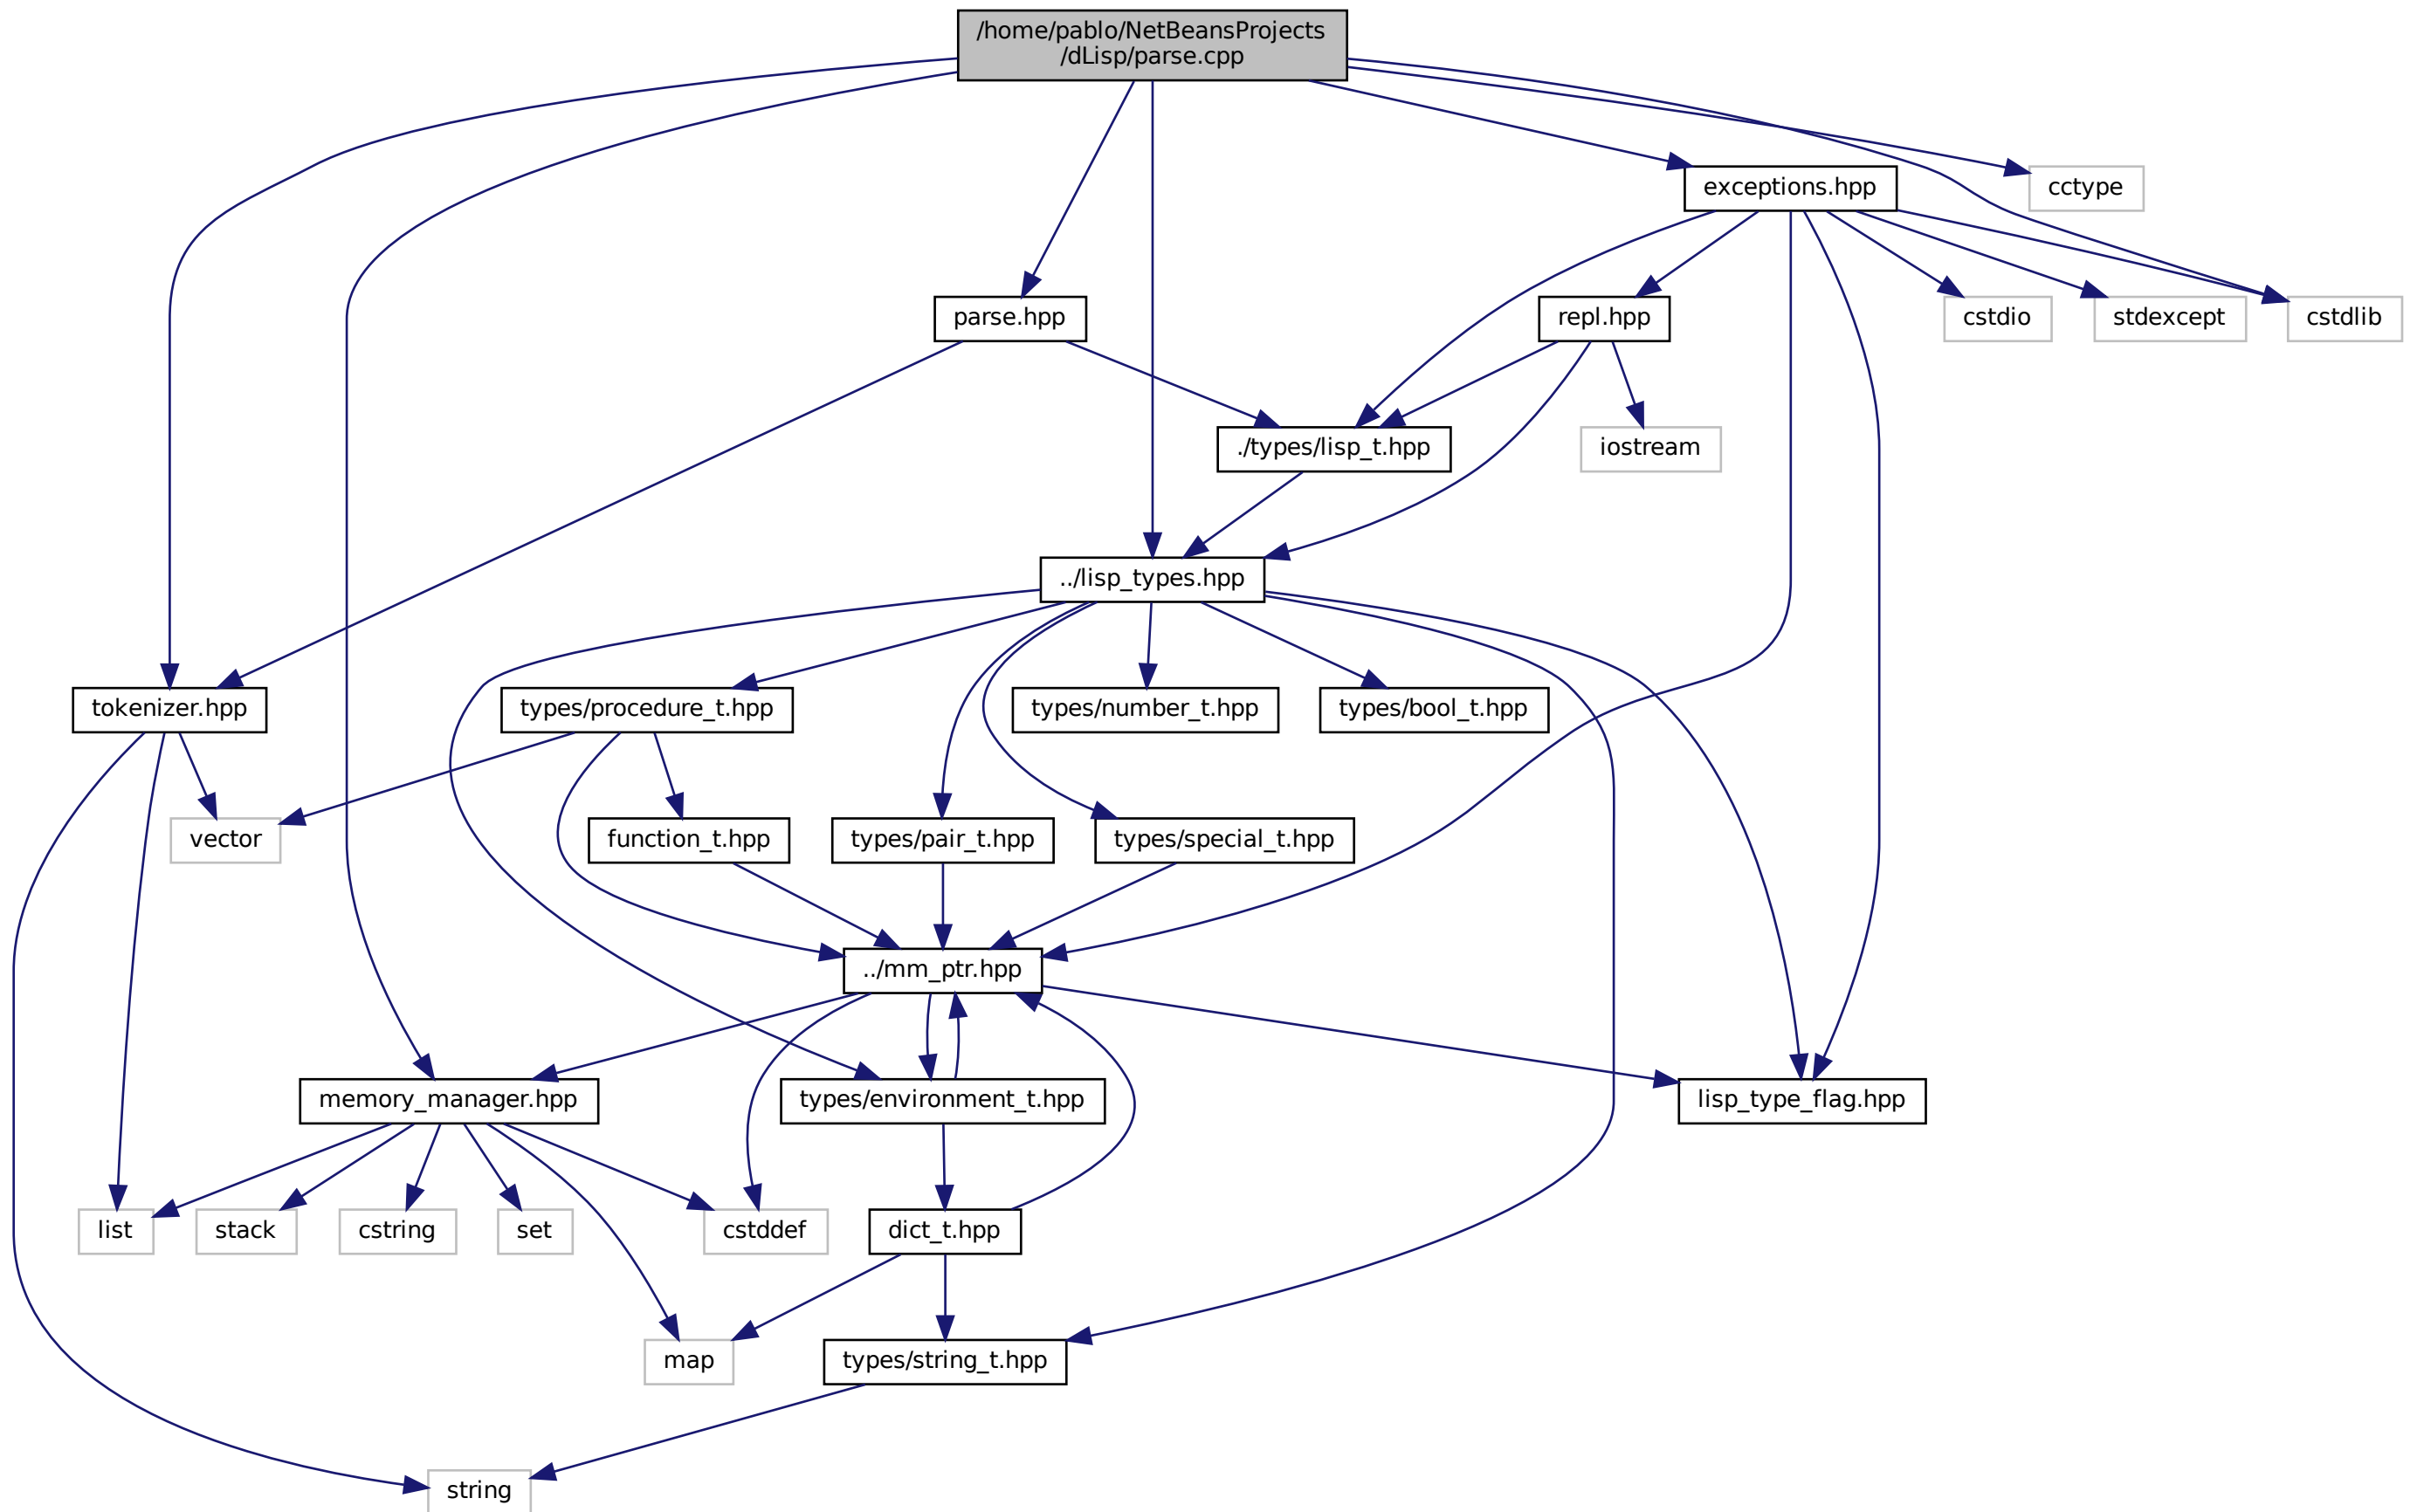 /home/pablo/NetBeansProjects
/dLisp/parse.cpp
exceptions.hpp
cctype
parse.hpp
repl.hpp
cstdio
stdexcept
cstdlib
./types/lisp_t.hpp
iostream
../lisp_types.hpp
tokenizer.hpp
types/procedure_t.hpp
types/number_t.hpp
types/bool_t.hpp
vector
function_t.hpp
types/pair_t.hpp
types/special_t.hpp
../mm_ptr.hpp
memory_manager.hpp
types/environment_t.hpp
lisp_type_flag.hpp
list
stack
cstring
set
cstddef
dict_t.hpp
map
types/string_t.hpp
string